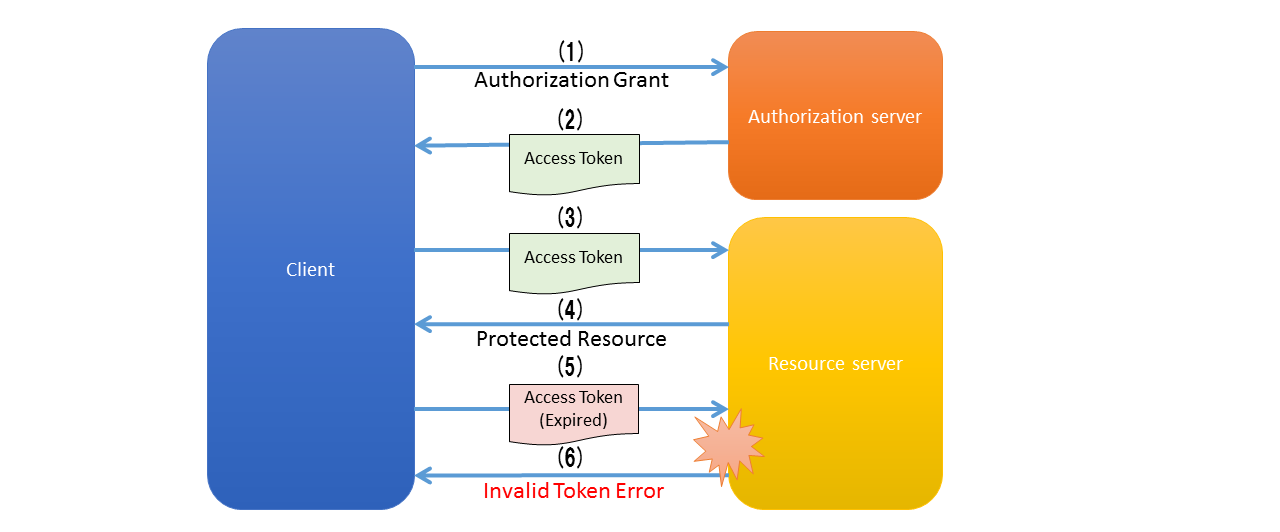 (1)
Authorization Grant
Authorization server
(2)
Access Token
(3)
Access Token
Client
(4)
Protected Resource
Resource server
(5)
Access Token
(Expired)
(6)
Invalid Token Error